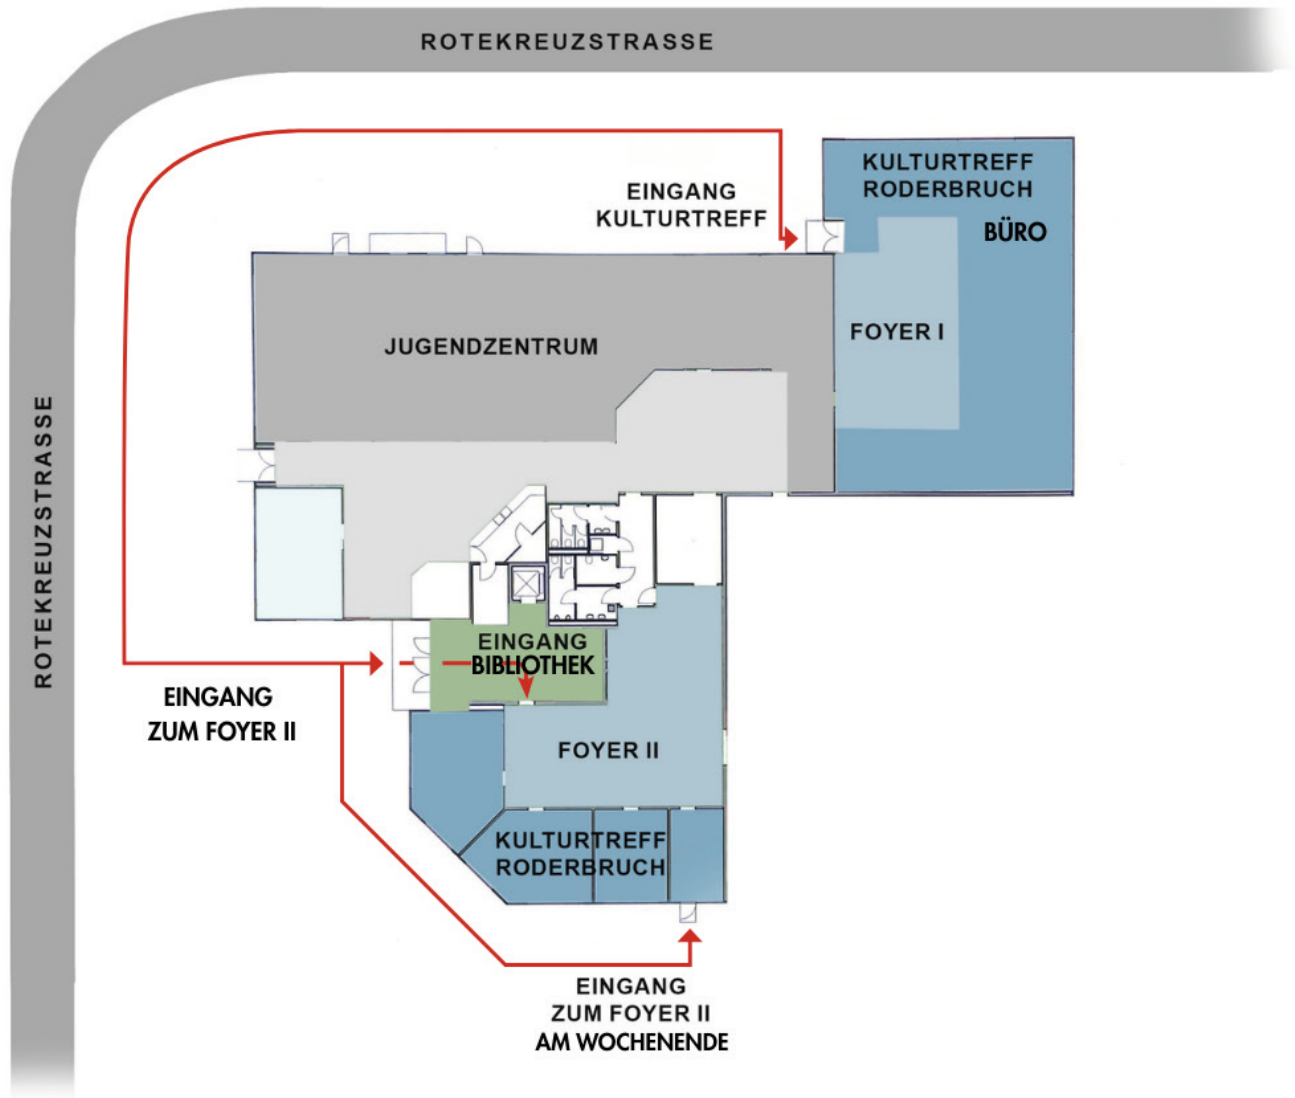 ROTEKREUZSTRASSE
KULTURTREFF
RODERBRUCH
BÜRO
EINGANG
KULTURTREFF
FOYER I
JUGENDZENTRUM
ROTEKREUZSTRASSE
EINGANG
BIBLIOTHEK
EINGANG
ZUM FOYER II
FOYER II
KULTURTREFF
RODERBRUCH
EINGANG
ZUM FOYER II
AM WOCHENENDE